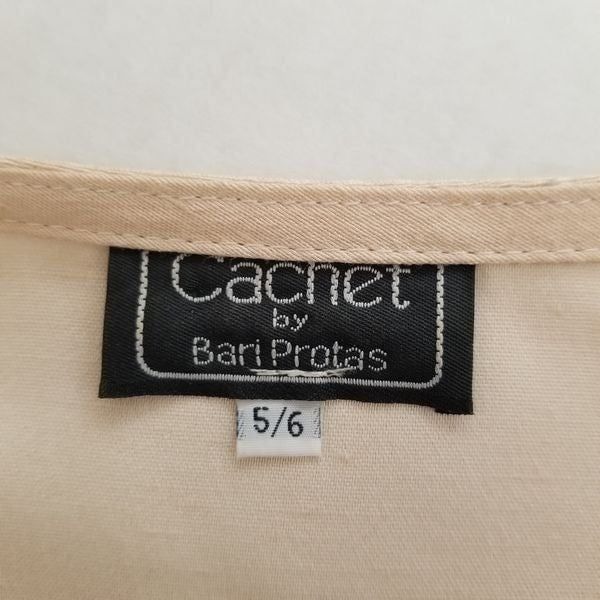 Cachet
by
Bari Protas
5/6